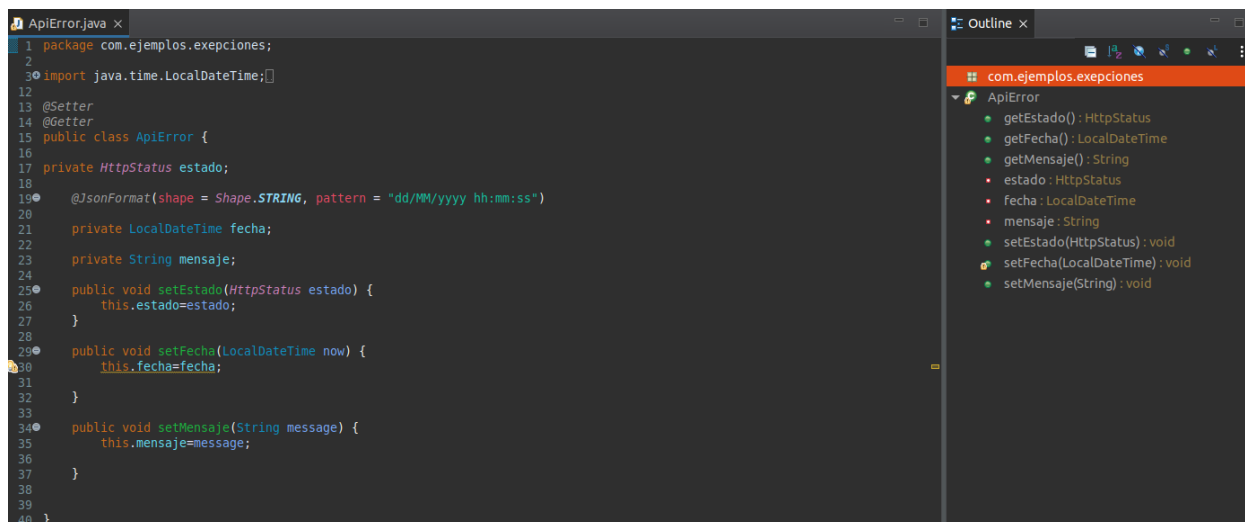 ApiError.java ×
Outline ×
1 package com.ejemplos.exepciones;
2
3 import java.time.LocalDateTime;
12
13 @Setter
14 @Getter
15 public class ApiError {
16
17 private HttpStatus estado;
18
19 @JsonFormat(shape = Shape.STRING, pattern = "dd/MM/yyyy hh:mm:ss")
20
21 private LocalDateTime fecha;
22
23 private String mensaje;
24
25 public void setEstado(HttpStatus estado) {
26 this.estado=estado;
27 }
28
29 public void setFecha(LocalDateTime now) {
30 this.fecha=fecha;
31
32 }
33
34 public void setMensaje(String message) {
35 this.mensaje=message;
36
37 }
38
39
40 }
com.ejemplos.exepciones
ApiError
getEstado() : HttpStatus
getFecha() : LocalDateTime
getMensaje() : String
estado : HttpStatus
fecha : LocalDateTime
mensaje : String
setEstado(HttpStatus) : void
setFecha(LocalDateTime) : void
setMensaje(String) : void